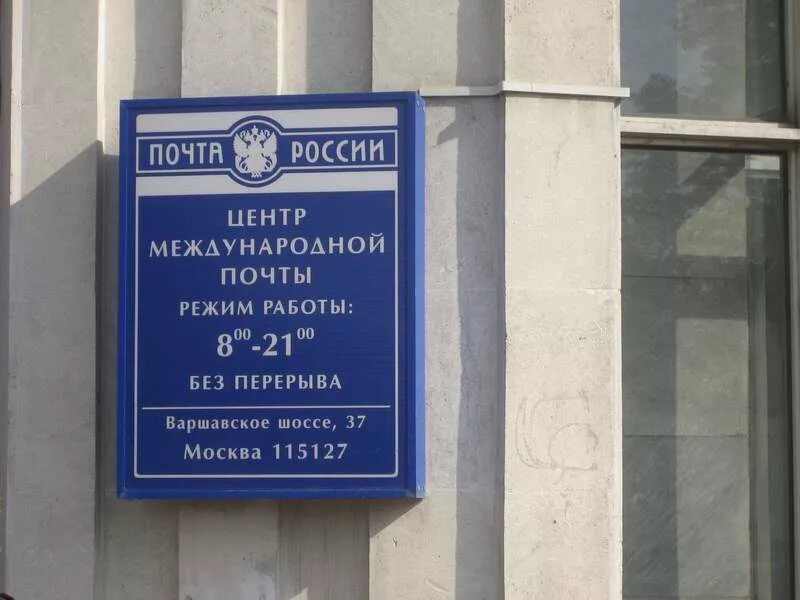 ПОЧТА РОССИИ
ЦЕНТР
МЕЖДУНАРОДНОЙ
ПОЧТЫ
РЕЖИМ РАБОТЫ:
8⁰⁰-21⁰⁰
БЕЗ ПЕРЕРЫВА
Варшавское шоссе, 37
Москва 115127